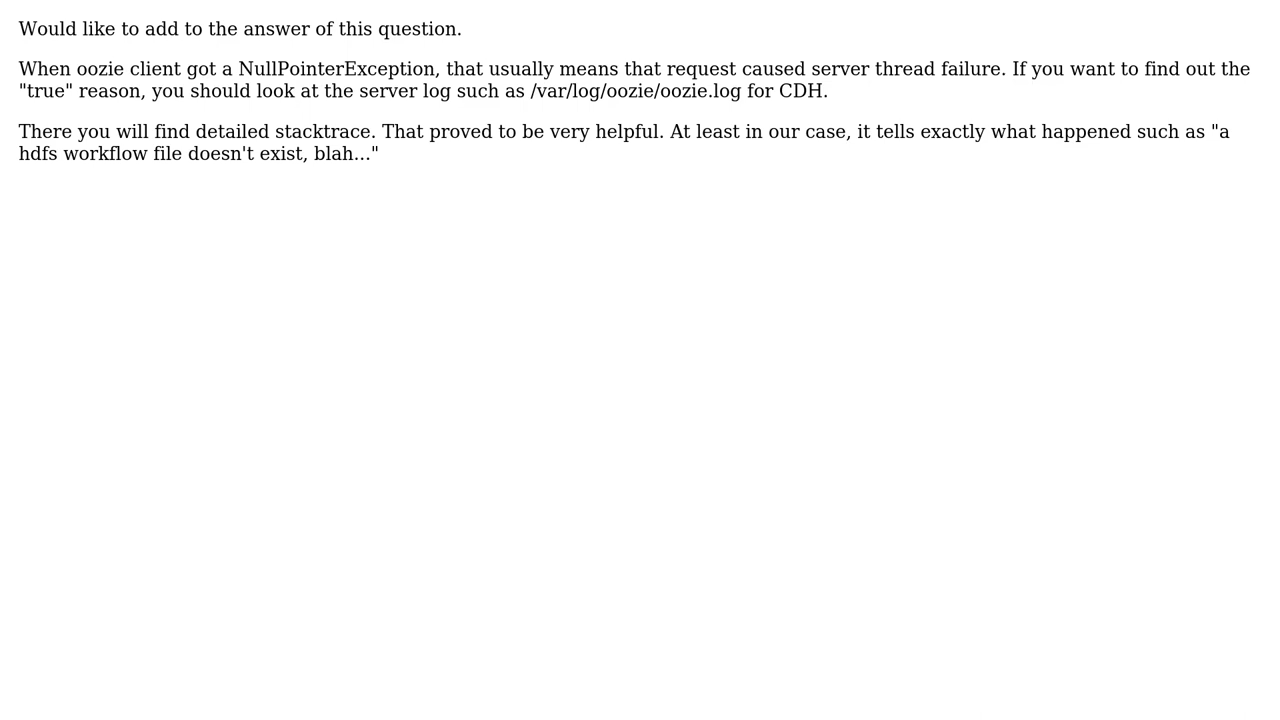 Would like to add to the answer of this question.
When oozie client got a NullPointerException, that usually means that request caused server thread failure. If you want to find out the
"true" reason, you should look at the server log such as /var/log/oozie/oozie.log for CDH.
There you will find detailed stacktrace. That proved to be very helpful. At least in our case, it tells exactly what happened such as "a
hdfs workflow file doesn't exist, blah..."